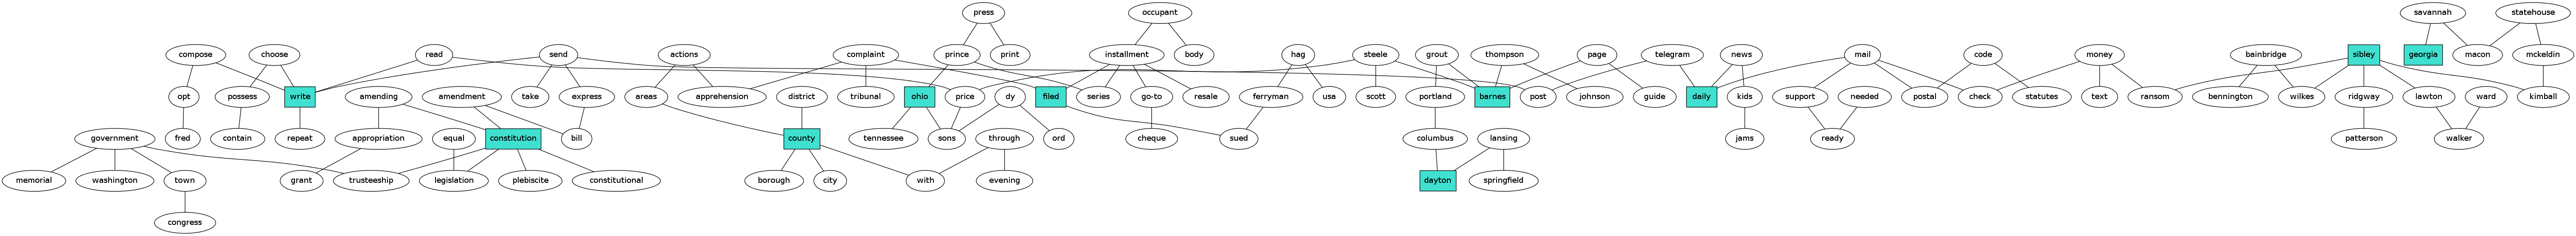 press occupant savannah statehouse
compose choose read send actions complaint prince print installment body hag steele grout thompson page telegram news mail code money bainbridge sibley georgia macon mckeldin
opt possess write amending amendment take express areas apprehension district tribunal ohio price dy filed series go-to resale ferryman usa scott portland barnes post johnson guide daily kids support needed postal check statutes text ransom bennington wilkes ridgway lawton ward kimball
government fred contain repeat appropriation equal constitution bill county tennessee sons through ord cheque sued columbus lansing jams ready patterson walker
memorial washington town grant trusteeship legislation plebiscite constitutional borough city with evening dayton springfield
congress